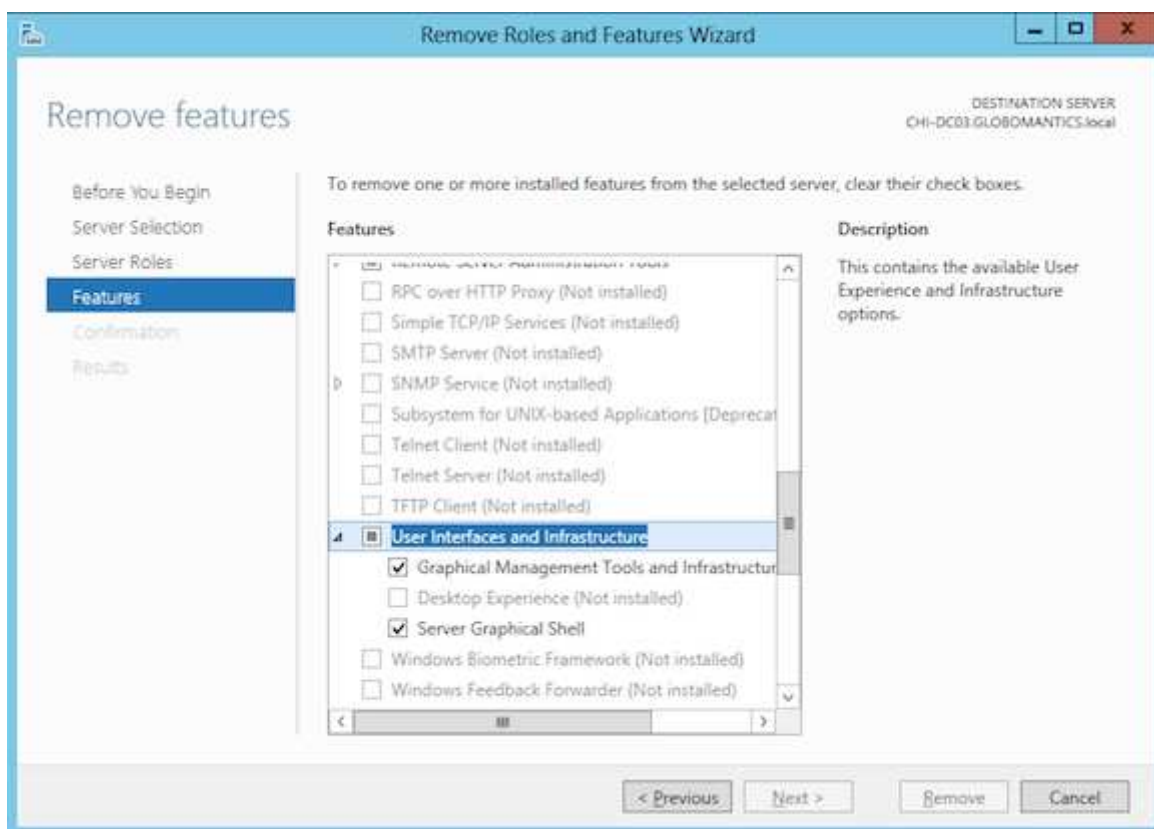 Remove Roles and Features Wizard
Remove features
DESTINATION SERVER
CHI-DC03.GLOBOMANTICS.local
Before You Begin
Server Selection
Server Roles
Features
Confirmation
Results
To remove one or more installed features from the selected server, clear their check boxes.
Features
Remote Server Administration Tools
RPC over HTTP Proxy (Not installed)
Simple TCP/IP Services (Not installed)
SMTP Server (Not installed)
SNMP Service (Not installed)
Subsystem for UNIX-based Applications [Deprecat
Telnet Client (Not installed)
Telnet Server (Not installed)
TFTP Client (Not installed)
User Interfaces and Infrastructure
Graphical Management Tools and Infrastructur
Desktop Experience (Not installed)
Server Graphical Shell
Windows Biometric Framework (Not installed)
Windows Feedback Forwarder (Not installed)
Description
This contains the available User
Experience and Infrastructure
options.
< Previous
Next >
Remove
Cancel